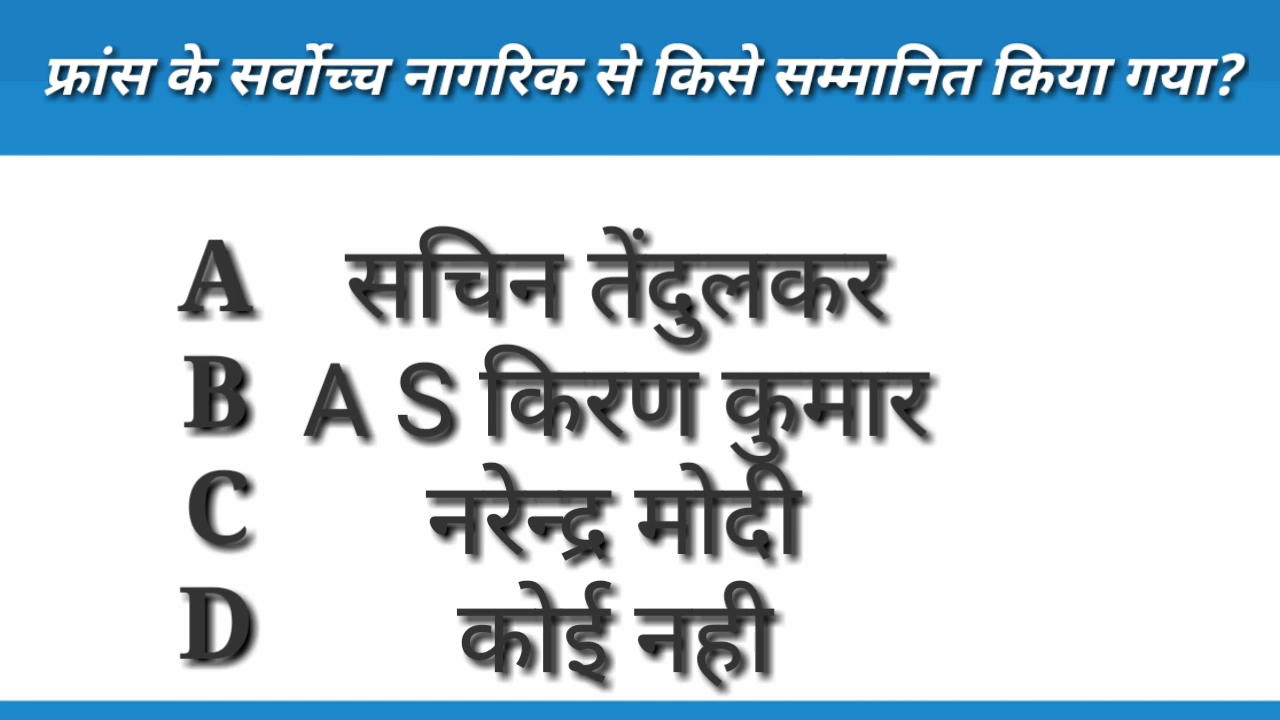 फ्रांस के सर्वोच्च नागरिक से किसे सम्मानित किया गया?
A सचिन तेंदुलकर
B A S किरण कुमार
C नरेन्द्र मोदी
D कोई नही